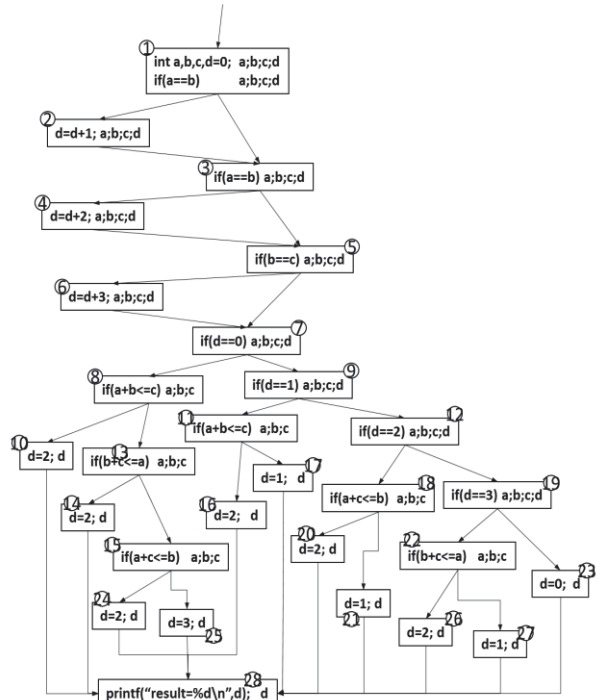 1
int a,b,c,d=0; a;b;c;d
if(a==b) a;b;c;d
2
d=d+1; a;b;c;d
3
if(a==b) a;b;c;d
4
d=d+2; a;b;c;d
5
if(b==c) a;b;c;d
6
d=d+3; a;b;c;d
7
if(d==0) a;b;c;d
8
if(a+b<=c) a;b;c
9
if(d==1) a;b;c;d
10
d=2; d
13
if(b+c<=a) a;b;c
11
if(a+b<=c) a;b;c
12
if(d==2) a;b;c;d
17
d=1; d
14
d=2; d
16
d=2; d
18
if(a+c<=b) a;b;c
19
if(d==3) a;b;c;d
15
if(a+c<=b) a;b;c
20
d=2; d
22
if(b+c<=a) a;b;c
23
d=0; d
24
d=2; d
d=3; d
25
d=1; d
21
26
d=2; d
27
d=1; d
28
printf("result=%d\n",d); d